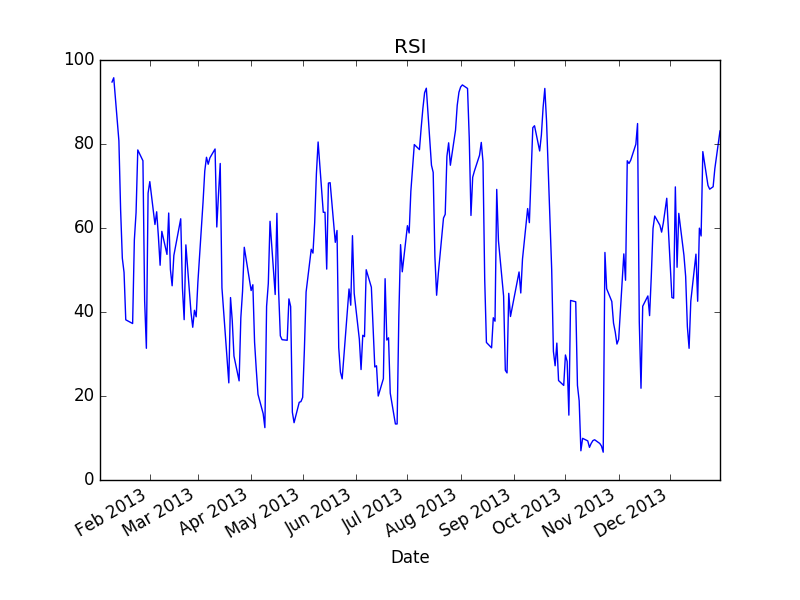 RSI
100
80
60
40
20
0
Feb 2013
Mar 2013
Apr 2013
May 2013
Jun 2013
Jul 2013
Aug 2013
Sep 2013
Oct 2013
Nov 2013
Dec 2013
Date